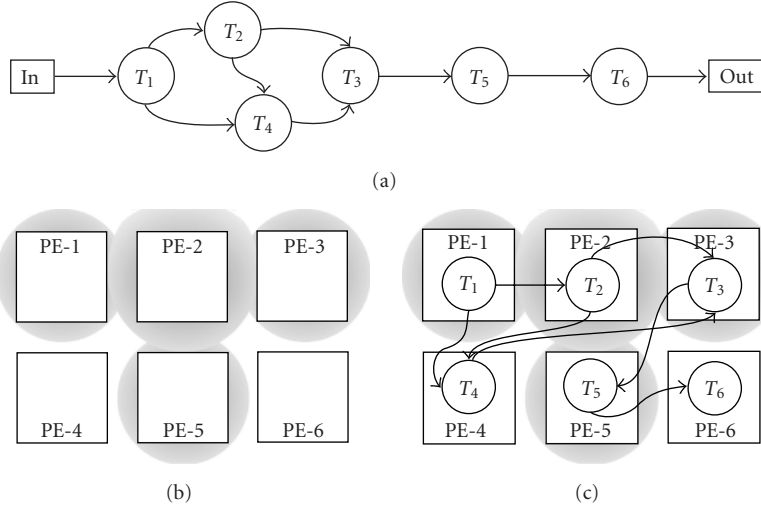 In T1 T2 T3 T4 T5 T6 Out
(a)
PE-1 PE-2 PE-3
PE-4 PE-5 PE-6
(b)
PE-1 PE-2 PE-3
T1 T2 T3
T4 T5 T6
PE-4 PE-5 PE-6
(c)